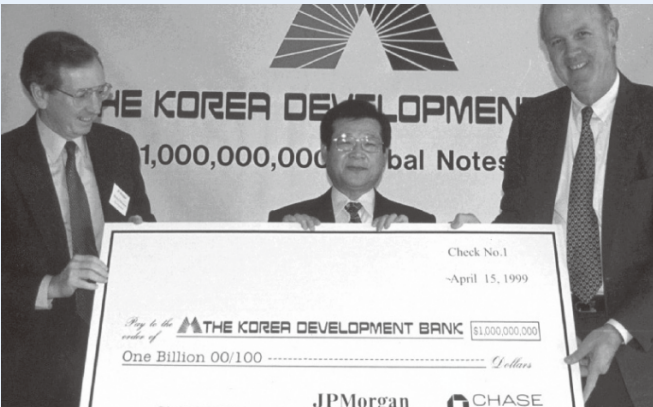 THE KOREA DEVELOPMENT
1,000,000,000 bal Notes
Check No.1
April 15, 1999
Pay to the order of THE KOREA DEVELOPMENT BANK $1,000,000,000
One Billion 00/100 Dollars
JPMorgan CHASE